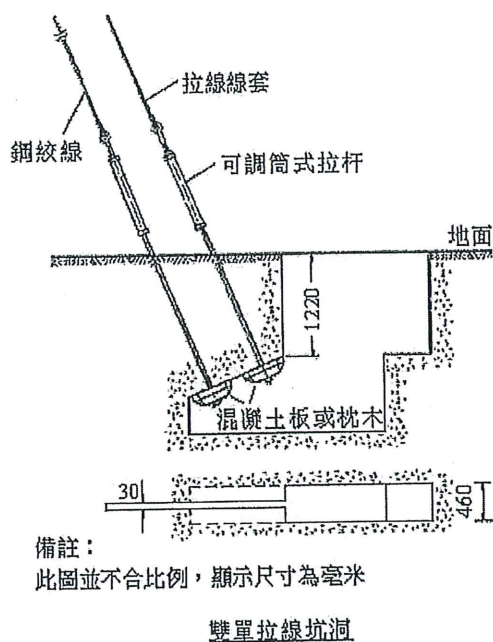 拉線線套
鋼絞線
可調筒式拉杆
地面
1220
混凝土板或枕木
30
460
備註：
此圖並不合比例，顯示尺寸為毫米
雙單拉線坑洞